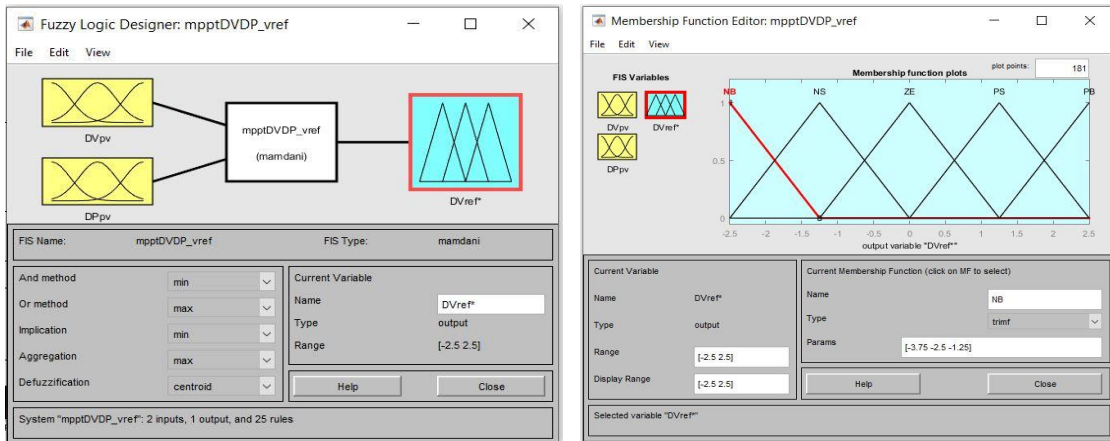 Fuzzy Logic Designer: mpptDVDP_vref
File Edit View
DVpv
DPpv
mpptDVDP_vref
(mamdani)
DVref*
FIS Name: mpptDVDP_vref FIS Type: mamdani
And method min
Or method max
Implication min
Aggregation max
Defuzzification centroid
Current Variable
Name DVref*
Type output
Range [-2.5 2.5]
Help Close
System "mpptDVDP_vref": 2 inputs, 1 output, and 25 rules
Membership Function Editor: mpptDVDP_vref
File Edit View
FIS Variables
DVpv DVref*
DPpv
Membership function plots plot points: 181
NB NS ZE PS PB
1
0.5
0
-2.5 -2 -1.5 -1 -0.5 0 0.5 1 1.5 2 2.5
output variable "DVref*"
Current Variable
Name DVref*
Type output
Range [-2.5 2.5]
Display Range [-2.5 2.5]
Current Membership Function (click on MF to select)
Name NB
Type trimf
Params [-3.75 -2.5 -1.25]
Help Close
Selected variable "DVref*"